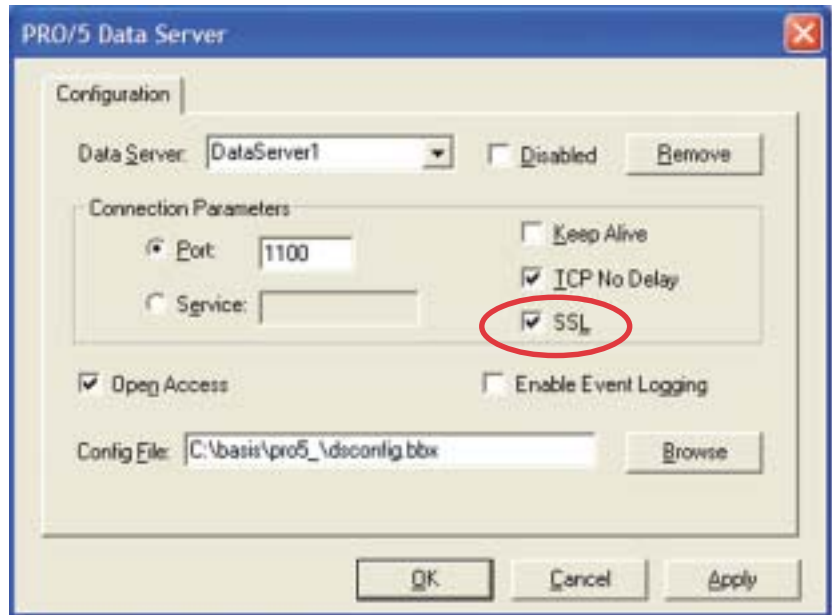 PRO/5 Data Server
Configuration
Data Server: DataServer1
Disabled
Remove
Connection Parameters
Port: 1100
Keep Alive
TCP No Delay
Service:
SSL
Open Access
Enable Event Logging
Config File: C:\basis\pro5_\dsconfig.bbx
Browse
OK
Cancel
Apply